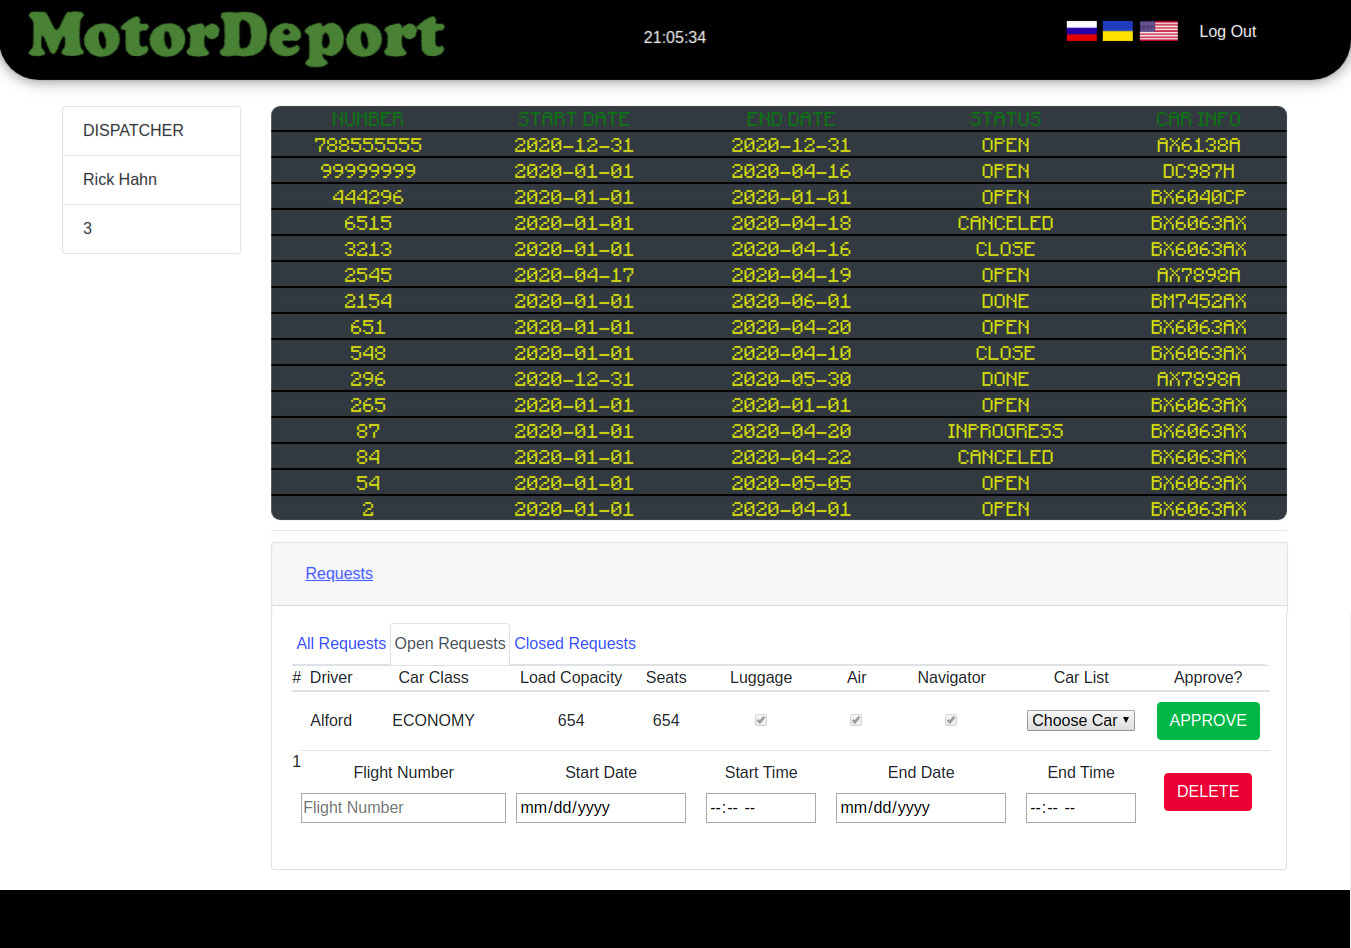 MotorDeport
21:05:34
Log Out
DISPATCHER
Rick Hahn
3
NUMBER START DATE END DATE STATUS CAR INFO
788555555 2020-12-31 2020-12-31 OPEN AX6138A
99999999 2020-01-01 2020-04-16 OPEN DC987H
444296 2020-01-01 2020-01-01 OPEN BX6040CP
6515 2020-01-01 2020-04-18 CANCELED BX6063AX
3213 2020-01-01 2020-04-16 CLOSE BX6063AX
2545 2020-04-17 2020-04-19 OPEN AX7898A
2154 2020-01-01 2020-06-01 DONE BM7452AX
651 2020-01-01 2020-04-20 OPEN BX6063AX
548 2020-01-01 2020-04-10 CLOSE BX6063AX
296 2020-12-31 2020-05-30 DONE AX7898A
265 2020-01-01 2020-01-01 OPEN BX6063AX
87 2020-01-01 2020-04-20 INPROGRESS BX6063AX
84 2020-01-01 2020-04-22 CANCELED BX6063AX
54 2020-01-01 2020-05-05 OPEN BX6063AX
2 2020-01-01 2020-04-01 OPEN BX6063AX
Requests
All Requests Open Requests Closed Requests
# Driver Car Class Load Copacity Seats Luggage Air Navigator Car List Approve?
Alford ECONOMY 654 654 Choose Car APPROVE
1
Flight Number Start Date Start Time End Date End Time
DELETE
Flight Number mm/dd/yyyy --:-- -- mm/dd/yyyy --:-- --